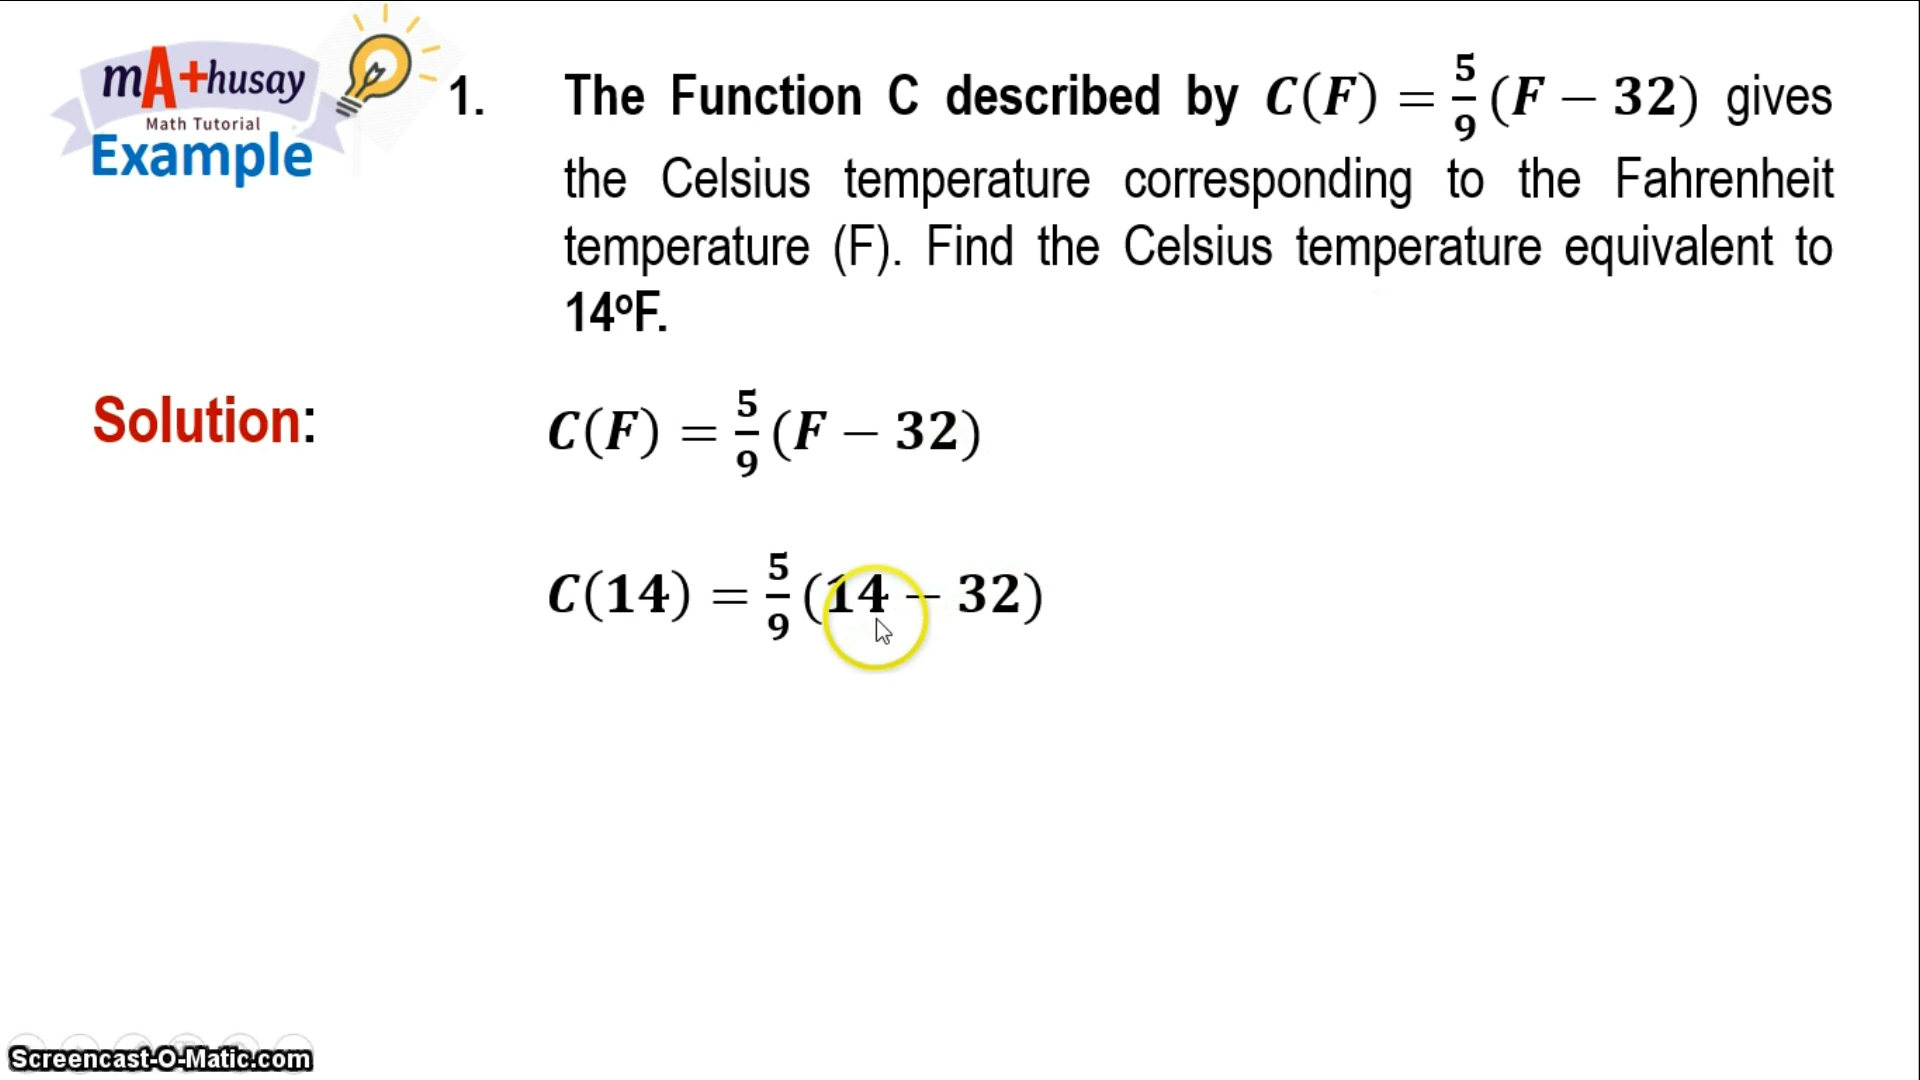 mA+husay
Math Tutorial
Example
1. The Function C described by C(F) = 5/9 (F − 32) gives
the Celsius temperature corresponding to the Fahrenheit
temperature (F). Find the Celsius temperature equivalent to
14ºF.
Solution: C(F) = 5/9 (F − 32)
C(14) = 5/9 (14 − 32)
Screencast-O-Matic.com